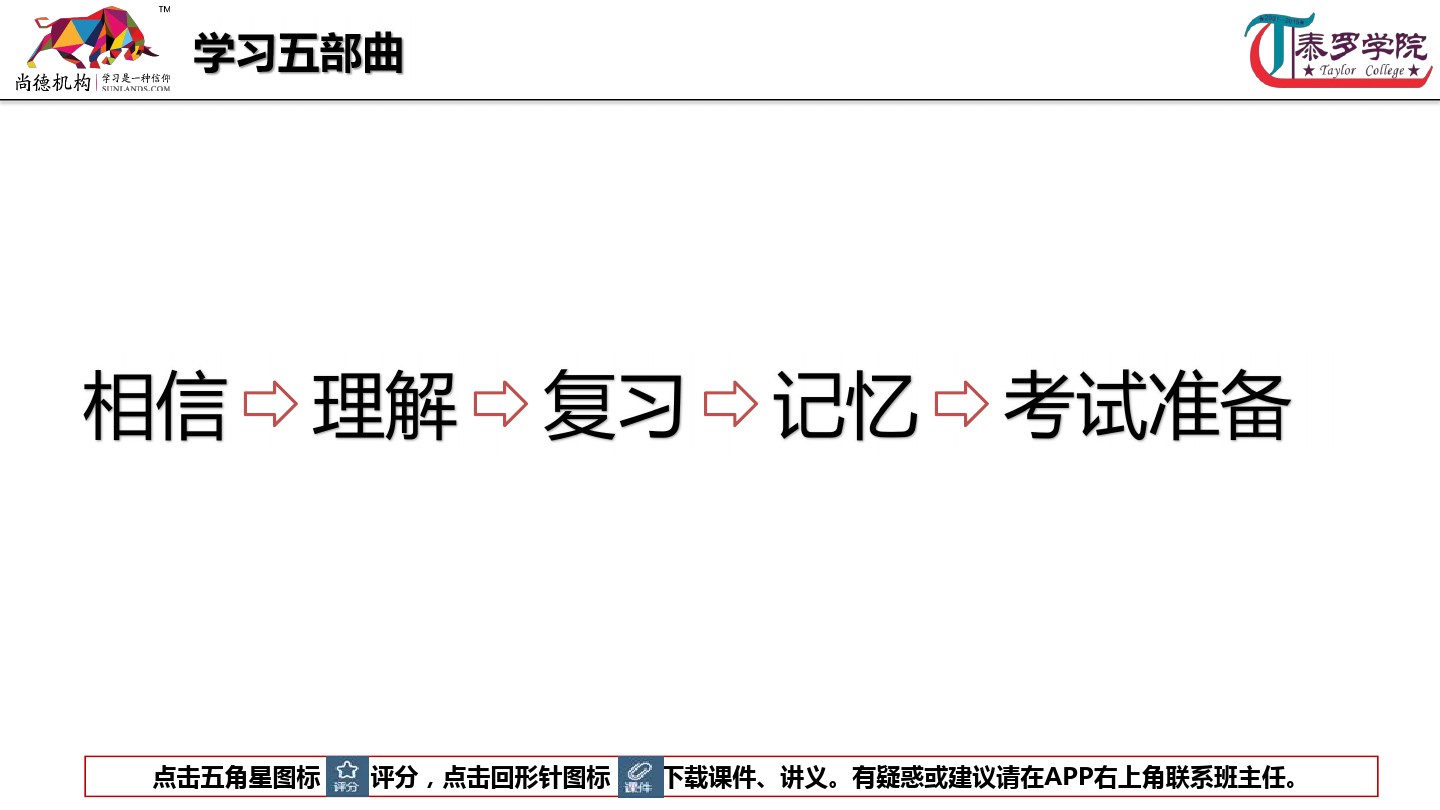 TM
学习五部曲
尚德机构 学习是一种信仰
SUNLANDS.COM
泰罗学院
★ Taylor College ★
相信 理解 复习 记忆 考试准备
点击五角星图标 评分 评分，点击回形针图标 课件 下载课件、讲义。有疑惑或建议请在APP右上角联系班主任。